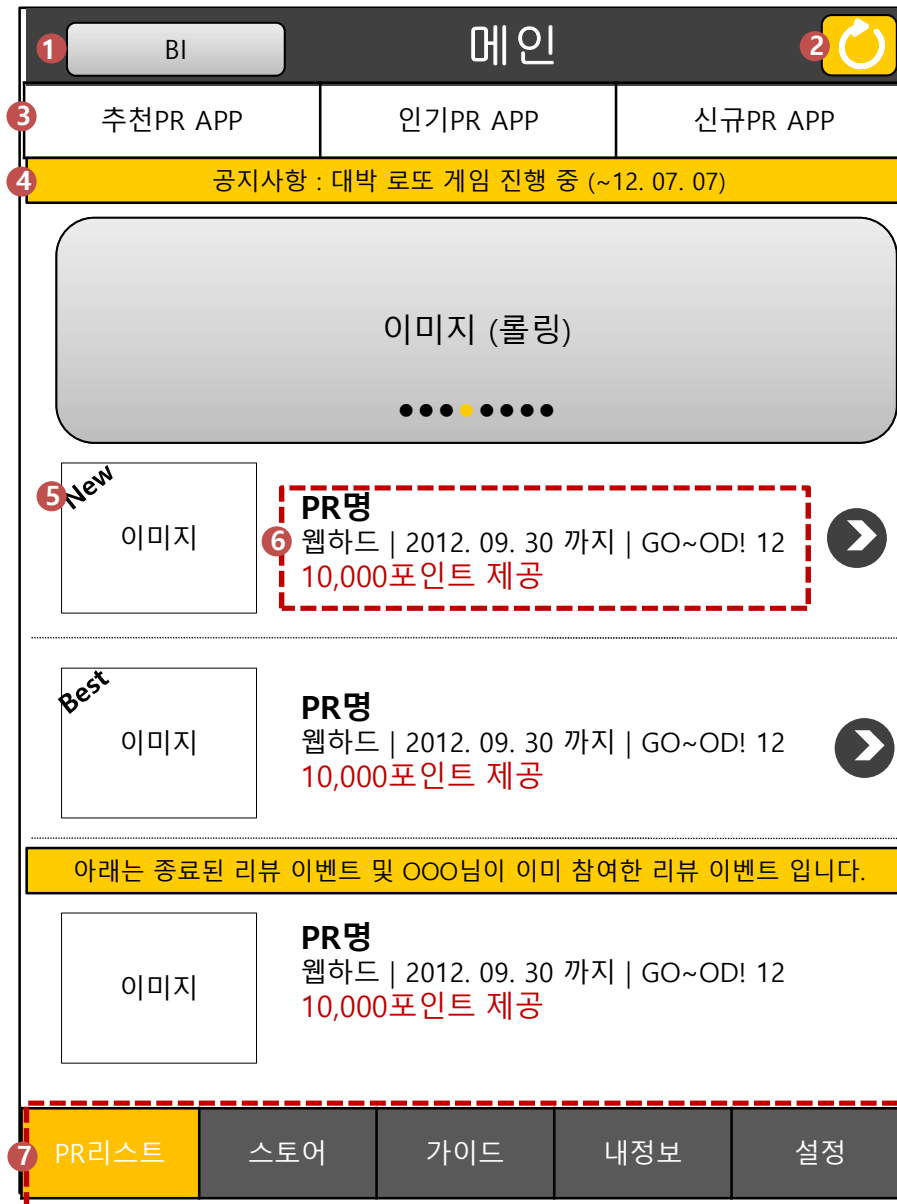 1 BI 메인 2
3 추천PR APP 인기PR APP 신규PR APP
4 공지사항 : 대박 로또 게임 진행 중 (~12. 07. 07)
이미지 (롤링)
5 New
이미지
PR명
6 웹하드 | 2012. 09. 30 까지 | GO~OD! 12
10,000포인트 제공
Best
이미지
PR명
웹하드 | 2012. 09. 30 까지 | GO~OD! 12
10,000포인트 제공
아래는 종료된 리뷰 이벤트 및 OOO님이 이미 참여한 리뷰 이벤트 입니다.
이미지
PR명
웹하드 | 2012. 09. 30 까지 | GO~OD! 12
10,000포인트 제공
7 PR리스트 스토어 가이드 내정보 설정